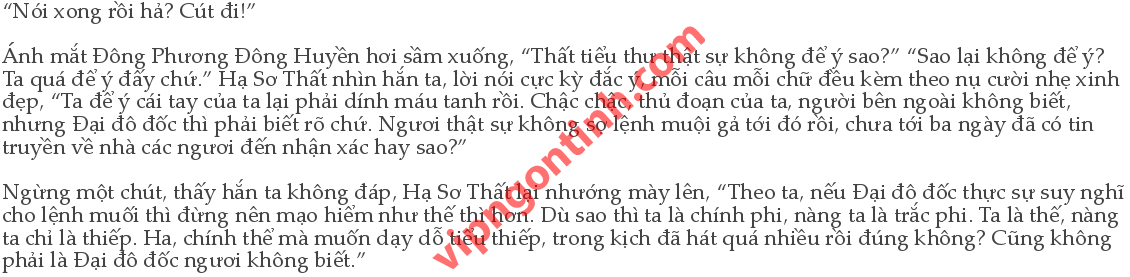 “Nói xong rồi hả? Cút đi!”
Ánh mắt Đông Phương Đông Huyền hơi sầm xuống, “Thất tiểu thư thật sự không để ý sao?” “Sao lại không để ý?
Ta quá để ý đấy chứ.” Hạ Sơ Thất nhìn hắn ta, lời nói cực kỳ đắc ý, mỗi câu mỗi chữ đều kèm theo nụ cười nhẹ xinh
đẹp, “Ta để ý cái tay của ta lại phải dính máu tanh rồi. Chậc chậc, thủ đoạn của ta, người bên ngoài không biết,
nhưng Đại đô đốc thì phải biết rõ chứ. Ngươi thật sự không sợ lệnh muội gả tới đó rồi, chưa tới ba ngày đã có tin
truyền về nhà các ngươi đến nhận xác hay sao?”
Ngừng một chút, thấy hắn ta không đáp, Hạ Sơ Thất lại nhướng mày lên, “Theo ta, nếu Đại đô đốc thực sự suy nghĩ
cho lệnh muối thì đừng nên mạo hiểm như thế thì hơn. Dù sao thì ta là chính phi, nàng ta là trắc phi. Ta là thê, nàng
ta chỉ là thiếp. Ha, chính thê mà muốn dạy dỗ tiểu thiếp, trong kịch đã hát quá nhiều rồi đúng không? Cũng không
phải là Đại đô đốc ngươi không biết.”
vipngontinh.com